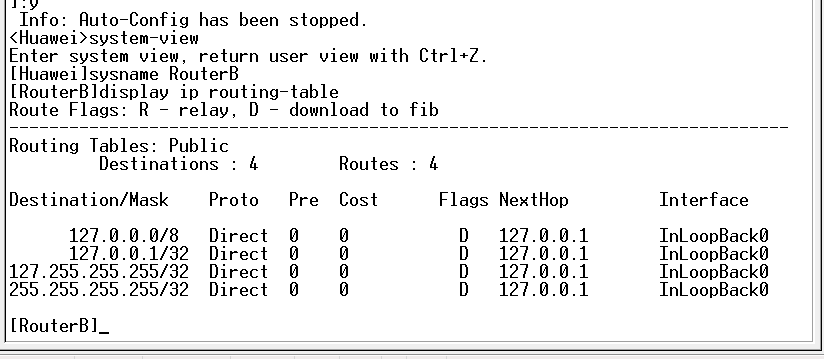 ]:y
 Info: Auto-Config has been stopped.
<Huawei>system-view
Enter system view, return user view with Ctrl+Z.
[Huawei]sysname RouterB
[RouterB]display ip routing-table
Route Flags: R - relay, D - download to fib
------------------------------------------------------------------------------
Routing Tables: Public
         Destinations : 4        Routes : 4

Destination/Mask    Proto   Pre  Cost      Flags NextHop         Interface

      127.0.0.0/8   Direct  0    0           D   127.0.0.1       InLoopBack0
      127.0.0.1/32  Direct  0    0           D   127.0.0.1       InLoopBack0
127.255.255.255/32  Direct  0    0           D   127.0.0.1       InLoopBack0
255.255.255.255/32  Direct  0    0           D   127.0.0.1       InLoopBack0

[RouterB]_